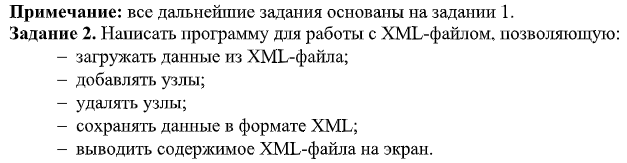 Примечание: все дальнейшие задания основаны на задании 1.
Задание 2. Написать программу для работы с XML-файлом, позволяющую:
– загружать данные из XML-файла;
– добавлять узлы;
– удалять узлы;
– сохранять данные в формате XML;
– выводить содержимое XML-файла на экран.